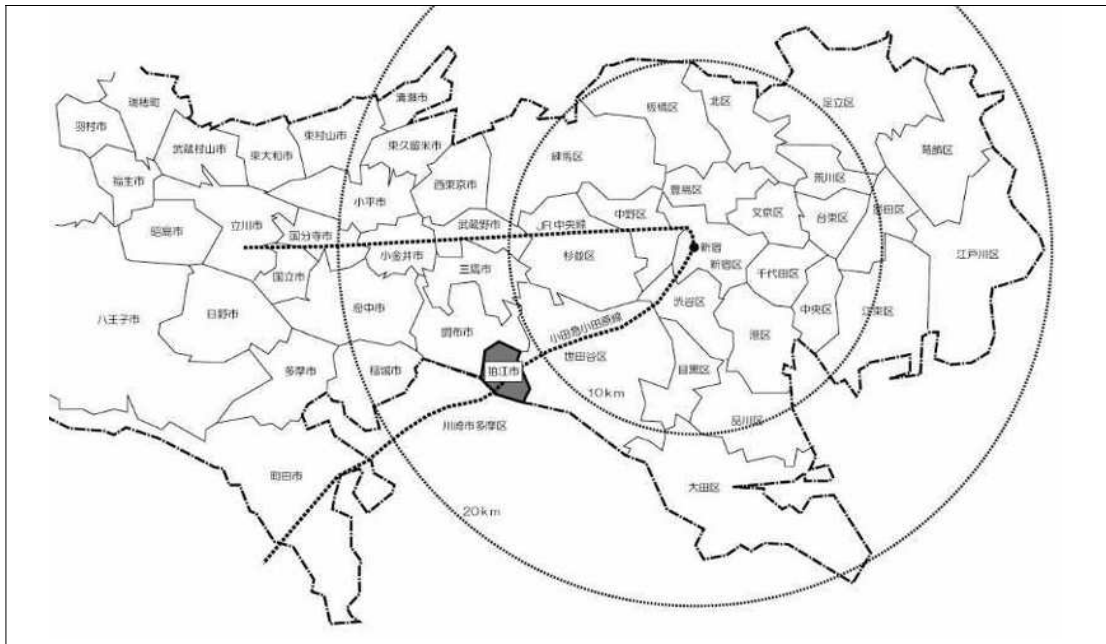 瑞穂町
羽村市
武蔵村山市
東大和市
東村山市
清瀬市
東久留米市
福生市
昭島市
立川市
国分寺市
小平市
西東京市
武蔵野市
小金井市
国立市
八王子市
日野市
府中市
三鷹市
調布市
多摩市
稲城市
狛江市
町田市
川崎市多摩区
板橋区
北区
足立区
葛飾区
練馬区
豊島区
荒川区
中野区
文京区
台東区
墨田区
JR中央線
杉並区
新宿
新宿区
千代田区
江戸川区
渋谷区
中央区
江東区
港区
小田急小田原線
世田谷区
目黒区
品川区
大田区
10km
20km